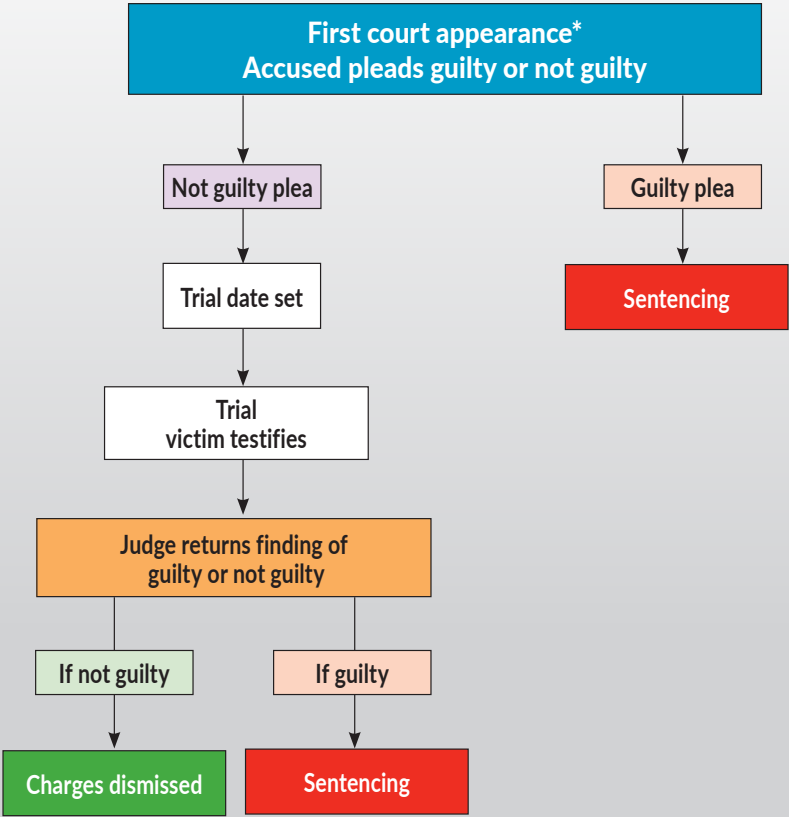 First court appearance*
Accused pleads guilty or not guilty
Not guilty plea
Guilty plea
Trial date set
Sentencing
Trial
victim testifies
Judge returns finding of
guilty or not guilty
If not guilty
If guilty
Charges dismissed
Sentencing